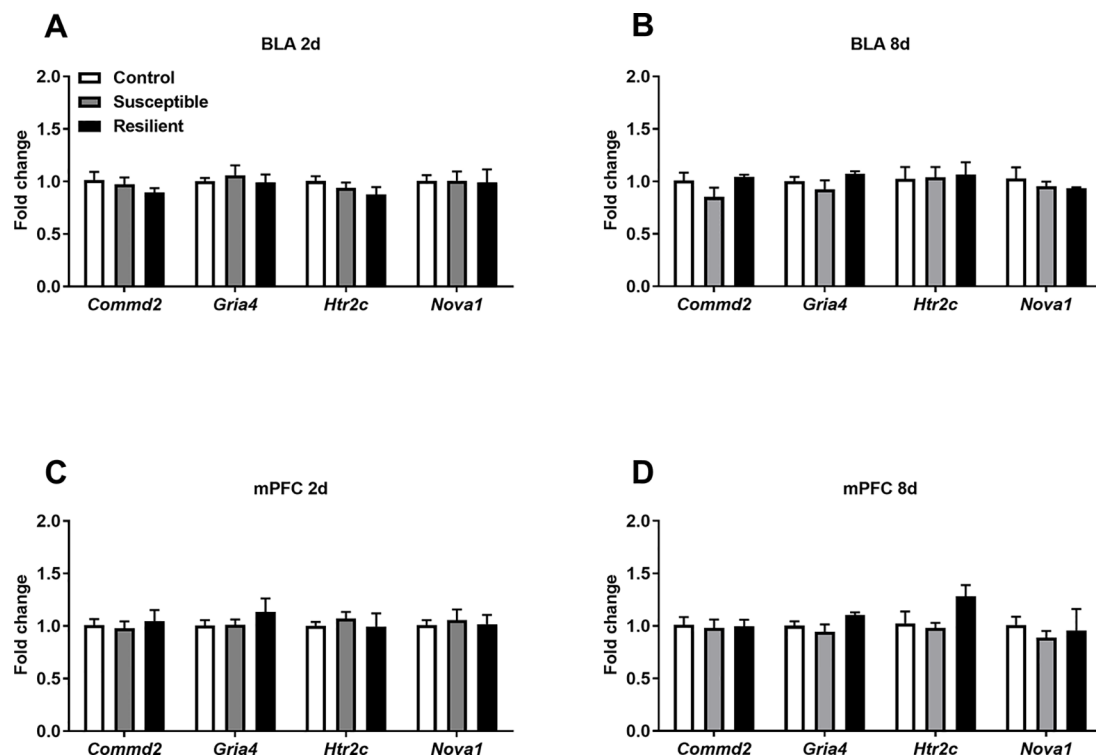 A
BLA 2d
Control
Susceptible
Resilient
Fold change
2.0
1.5
1.0
0.5
0.0
Commd2 Gria4 Htr2c Nova1
B
BLA 8d
Fold change
2.0
1.5
1.0
0.5
0.0
Commd2 Gria4 Htr2c Nova1
C
mPFC 2d
Fold change
2.0
1.5
1.0
0.5
0.0
Commd2 Gria4 Htr2c Nova1
D
mPFC 8d
Fold change
2.0
1.5
1.0
0.5
0.0
Commd2 Gria4 Htr2c Nova1